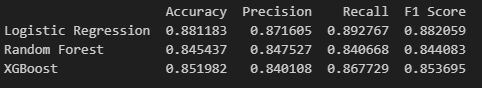 Accuracy Precision Recall F1 Score
Logistic Regression 0.881183 0.871605 0.892767 0.882059
Random Forest 0.845437 0.847527 0.840668 0.844083
XGBoost 0.851982 0.840108 0.867729 0.853695